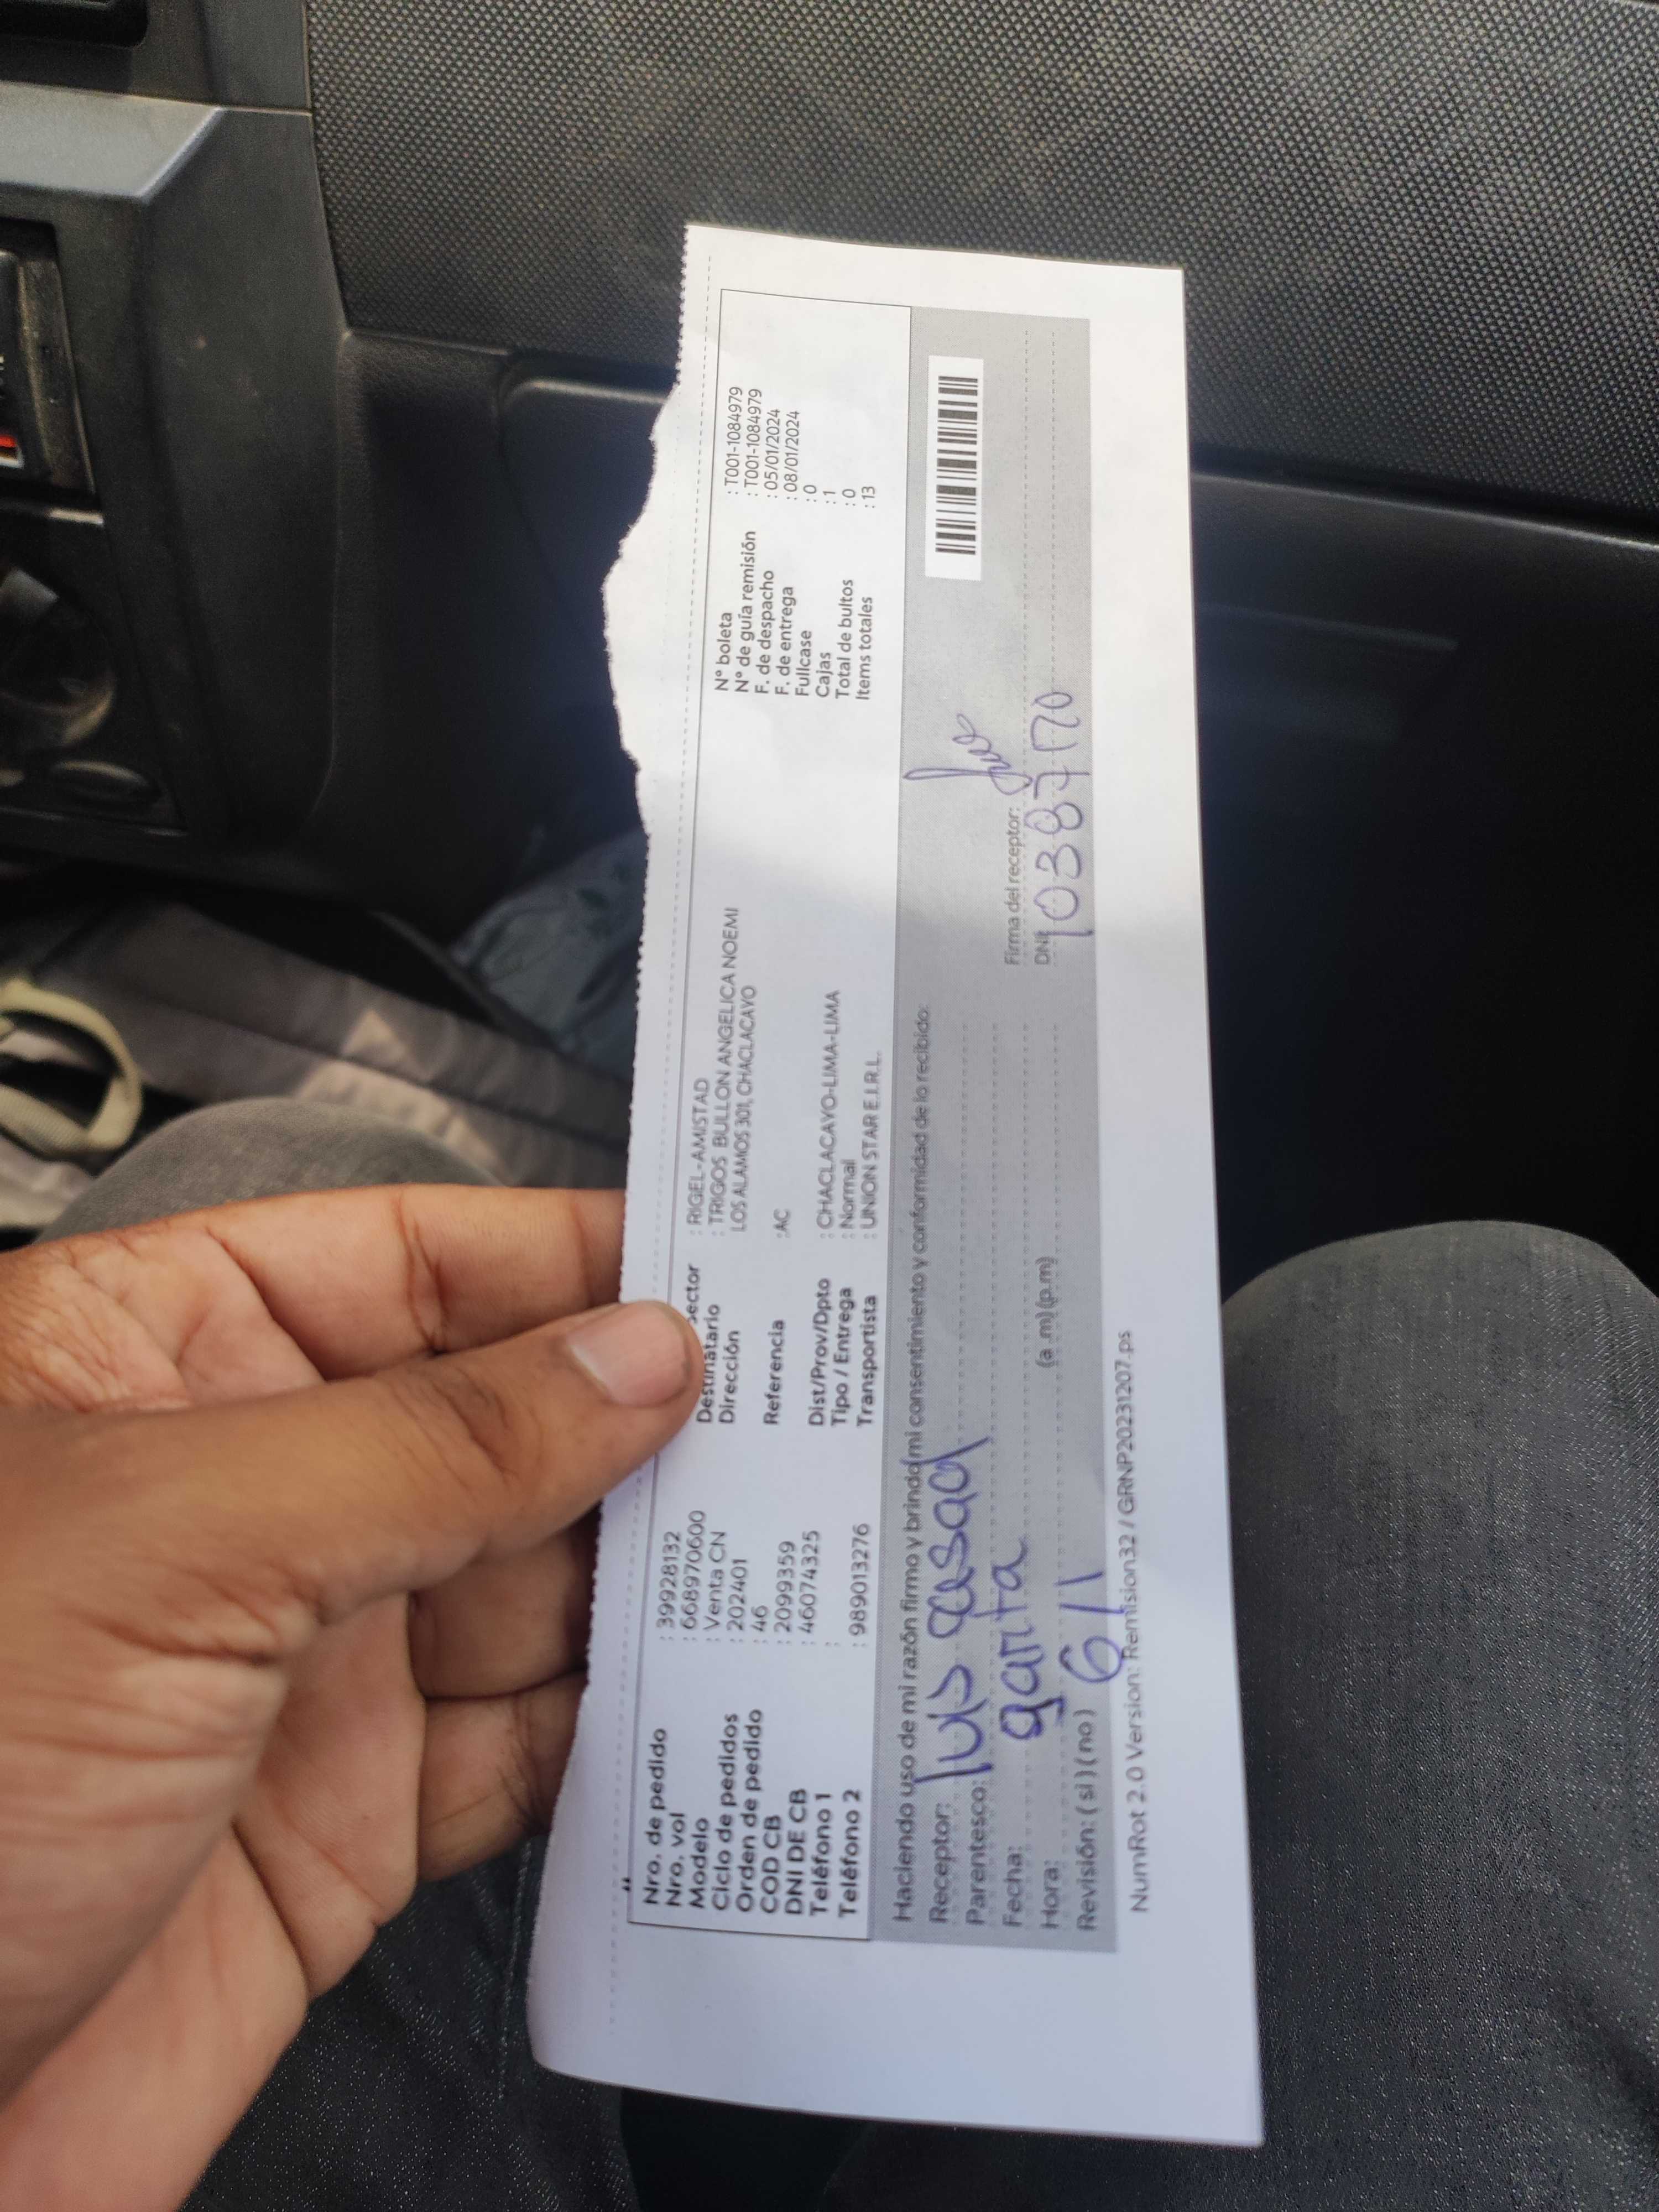 Nro. de pedido : 39928132
Nro. vol : 668970600
Modelo : Venta CN
Ciclo de pedidos : 202401
Orden de pedido : 46
COD CB : 2099359
DNI DE CB : 46074325
Teléfono 1 :
Teléfono 2 : 989013276
Sector : RIGEL-AMISTAD
Destinatario : TRIGOS BULLON ANGELICA NOEMI
Dirección LOS ALAMOS 301, CHACLACAYO
Referencia : AC
Dist/Prov/Dpto : CHACLACAYO-LIMA-LIMA
Tipo / Entrega : Normal
Transportista : UNION STAR E.I.R.L.
N° boleta : T001-1084979
N° de guía remisión : T001-1084979
F. de despacho : 05/01/2024
F. de entrega : 08/01/2024
Fullcase : 0
Cajas : 1
Total de bultos : 0
Items totales : 13
Haciendo uso de mi razón firmo y brindo mi consentimiento y conformidad de lo recibido:
Receptor: luis
Parentesco:
Fecha:
Hora: (a .m) (p.m)
Revisión: ( si ) ( no ) 6/1
Firma del receptor:
DNI: 10387170
NumRot 2.0 Version: Remision32 / GRNP20231207.ps